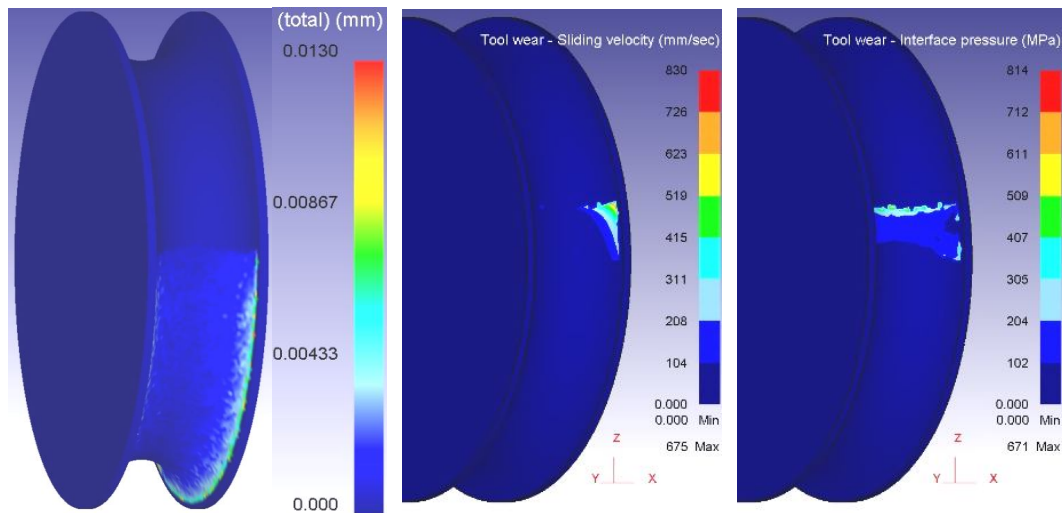 (total) (mm)
0.0130
0.00867
0.00433
0.000
Tool wear - Sliding velocity (mm/sec)
830
726
623
519
415
311
208
104
0.000
0.000 Min
675 Max
Z
Y
X
Tool wear - Interface pressure (MPa)
814
712
611
509
407
305
204
102
0.000
0.000 Min
671 Max
Z
Y
X